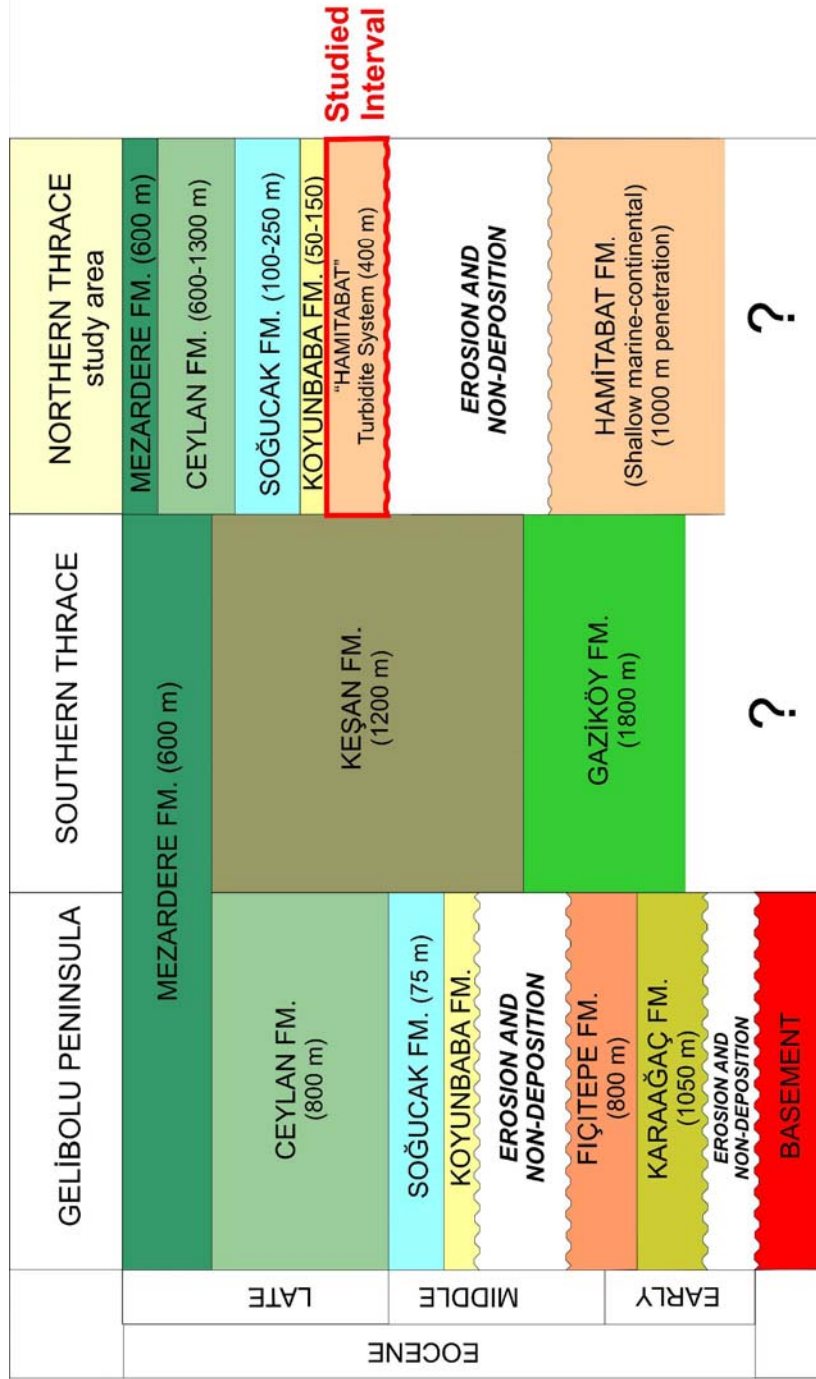 GELİBOLU PENINSULA
SOUTHERN THRACE
NORTHERN THRACE
study area
EOCENE
LATE
MIDDLE
EARLY
MEZARDERE FM. (600 m)
CEYLAN FM.
(800 m)
SOĞUCAK FM. (75 m)
KOYUNBABA FM.
EROSION AND
NON-DEPOSITION
FIÇITEPE FM.
(800 m)
KARAAĞAÇ FM.
(1050 m)
EROSION AND
NON-DEPOSITION
BASEMENT
KEŞAN FM.
(1200 m)
GAZİKÖY FM.
(1800 m)
?
MEZARDERE FM. (600 m)
CEYLAN FM. (600-1300 m)
SOĞUCAK FM. (100-250 m)
KOYUNBABA FM. (50-150)
"HAMITABAT"
Turbidite System (400 m)
EROSION AND
NON-DEPOSITION
HAMİTABAT FM.
(Shallow marine-continental)
(1000 m penetration)
?
Studied
Interval